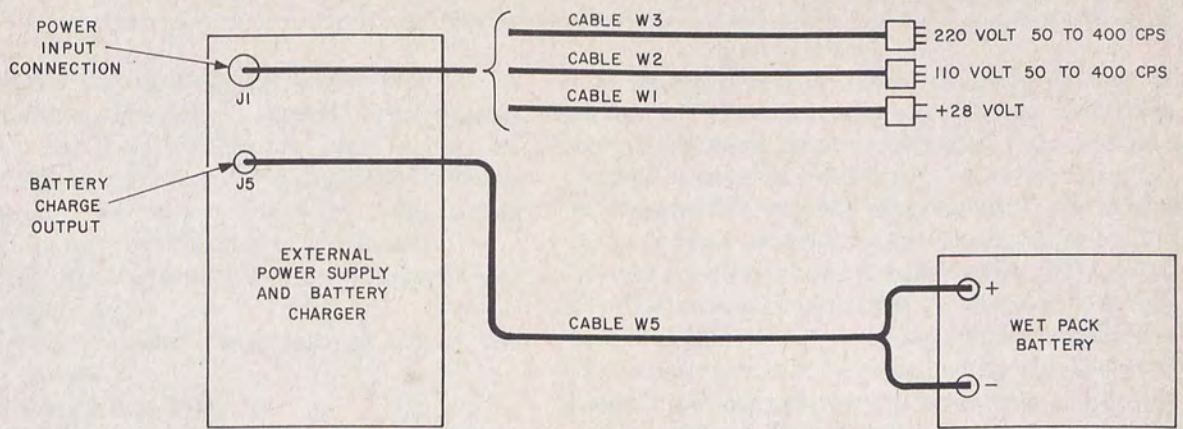 POWER
INPUT
CONNECTION
J1
CABLE W3
220 VOLT 50 TO 400 CPS
CABLE W2
110 VOLT 50 TO 400 CPS
CABLE W1
+28 VOLT
BATTERY
CHARGE
OUTPUT
J5
EXTERNAL
POWER SUPPLY
AND BATTERY
CHARGER
CABLE W5
+
WET PACK
BATTERY
−